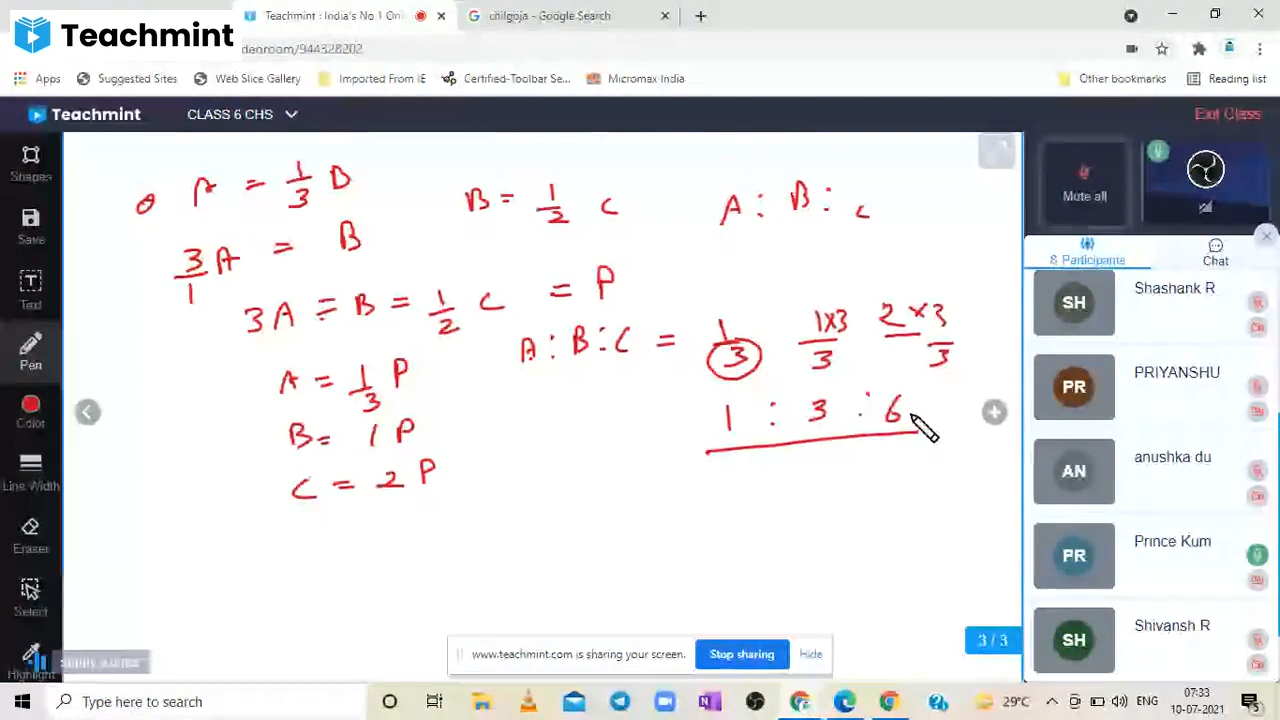 Teachmint : India's No 1 Onl
chilgoja - Google Search
Teachmint
/944328202
Apps
Suggested Sites
Web Slice Gallery
Imported From IE
Certified-Toolbar Se...
Micromax India
Other bookmarks
Reading list
Teachmint
CLASS 6 CHS
Exit Class
Shapes
Save
Text
Pen
Color
Line Width
Eraser
Select
Highlight
A = 1/3 B
B = 1/2 C
A : B : C
3/1 A = B
3A = B = 1/2 C = P
A : B : C = 1/3 1×3/3 2×3/3
A = 1/3 P
1 : 3 : 6
B = 1 P
C = 2 P
Mute all
8 Participants
Chat
SH
Shashank R
PR
PRIYANSHU
AN
anushka du
PR
Prince Kum
SH
Shivansh R
3 / 3
www.teachmint.com is sharing your screen.
Stop sharing
Hide
Type here to search
29°C
07:33
10-07-2021